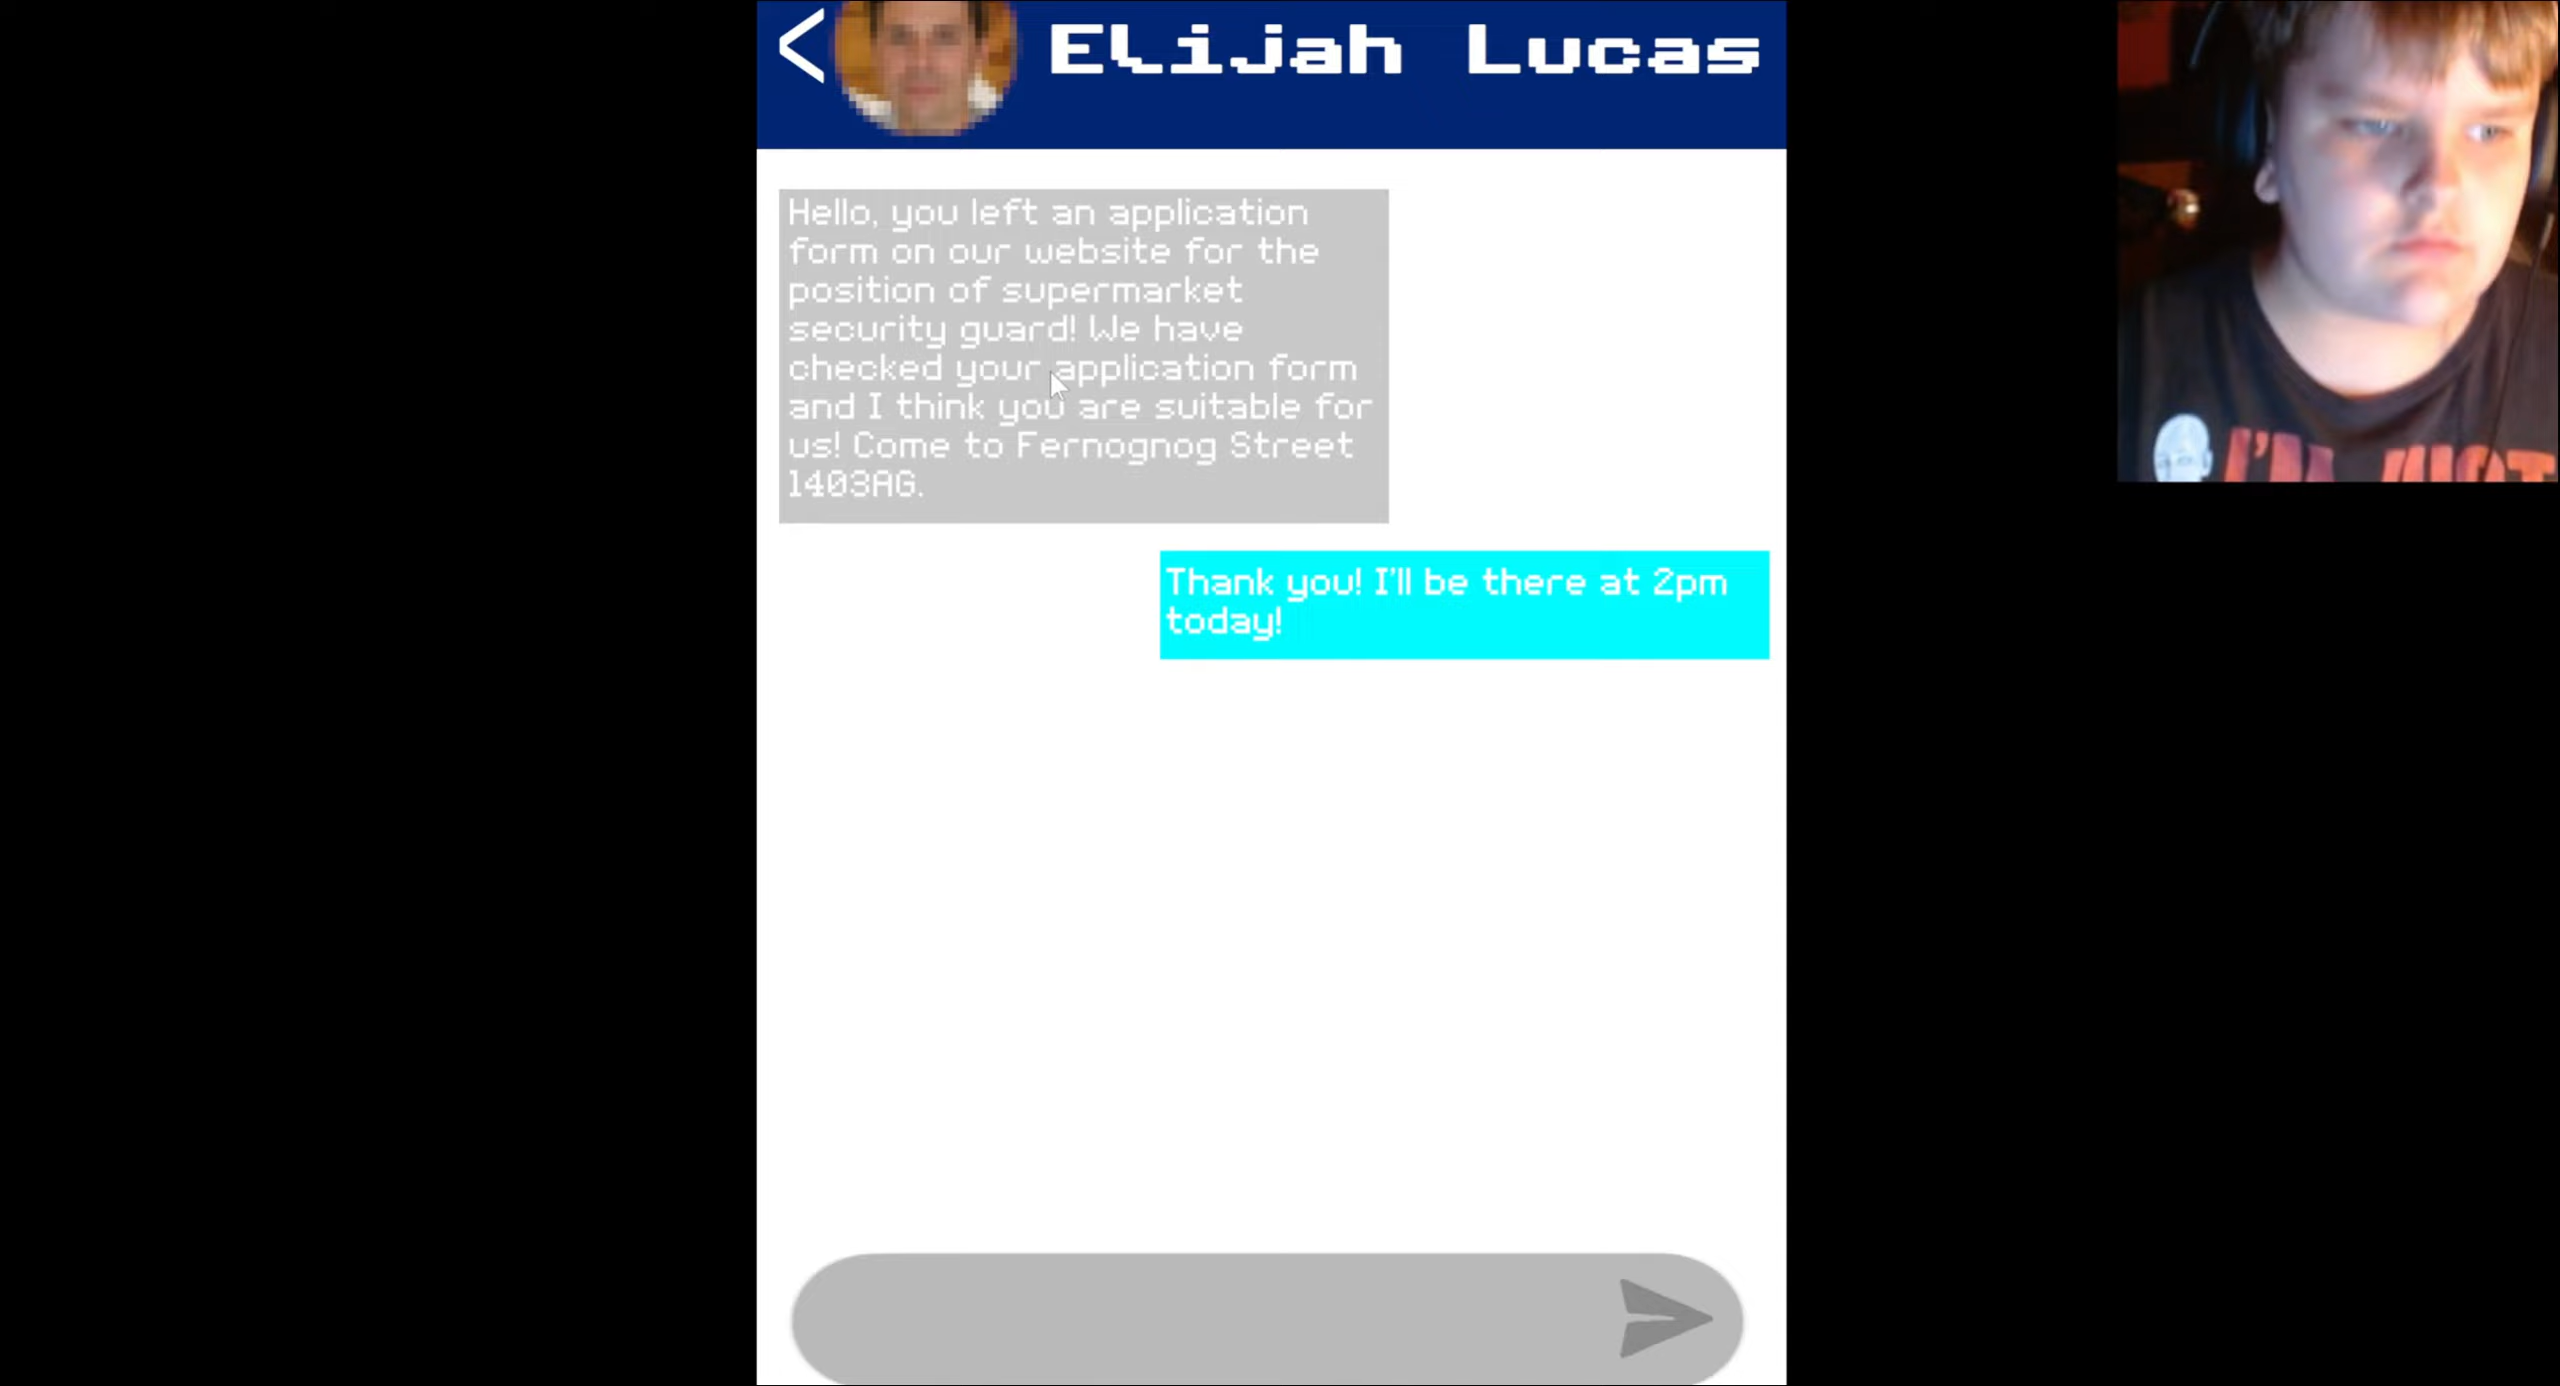 Elijah Lucas
Hello, you left an application
form on our website for the
position of supermarket
security guard! We have
checked your application form
and I think you are suitable for
us! Come to Fernognog Street
1403AG.
Thank you! I'll be there at 2pm
today!
I'M JUST